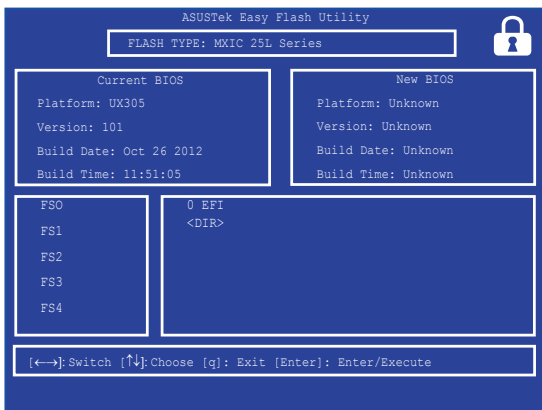 ASUSTek Easy Flash Utility
FLASH TYPE: MXIC 25L Series
Current BIOS
Platform: UX305
Version: 101
Build Date: Oct 26 2012
Build Time: 11:51:05
New BIOS
Platform: Unknown
Version: Unknown
Build Date: Unknown
Build Time: Unknown
FSO
FS1
FS2
FS3
FS4
0 EFI
<DIR>
[←→]: Switch [↑↓]: Choose [q]: Exit [Enter]: Enter/Execute